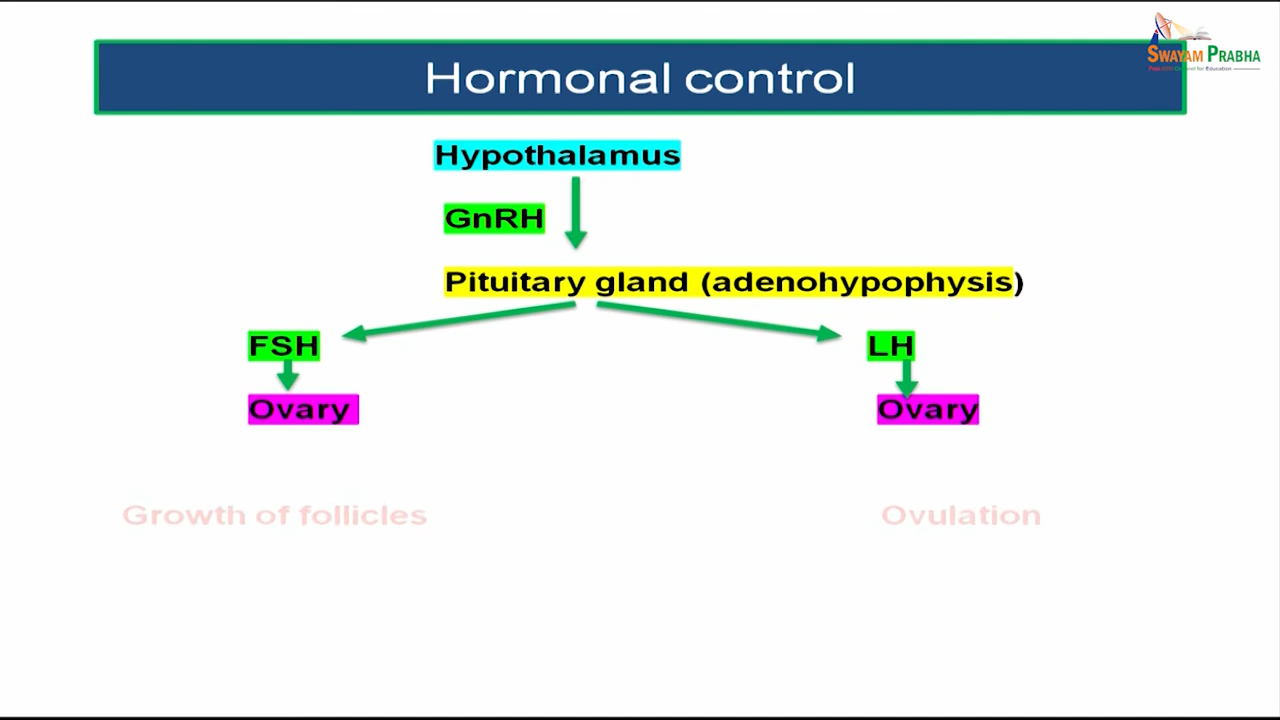 SWAYAM PRABHA
Hormonal control
Hypothalamus
GnRH
Pituitary gland (adenohypophysis)
FSH
LH
Ovary
Ovary
Growth of follicles
Ovulation